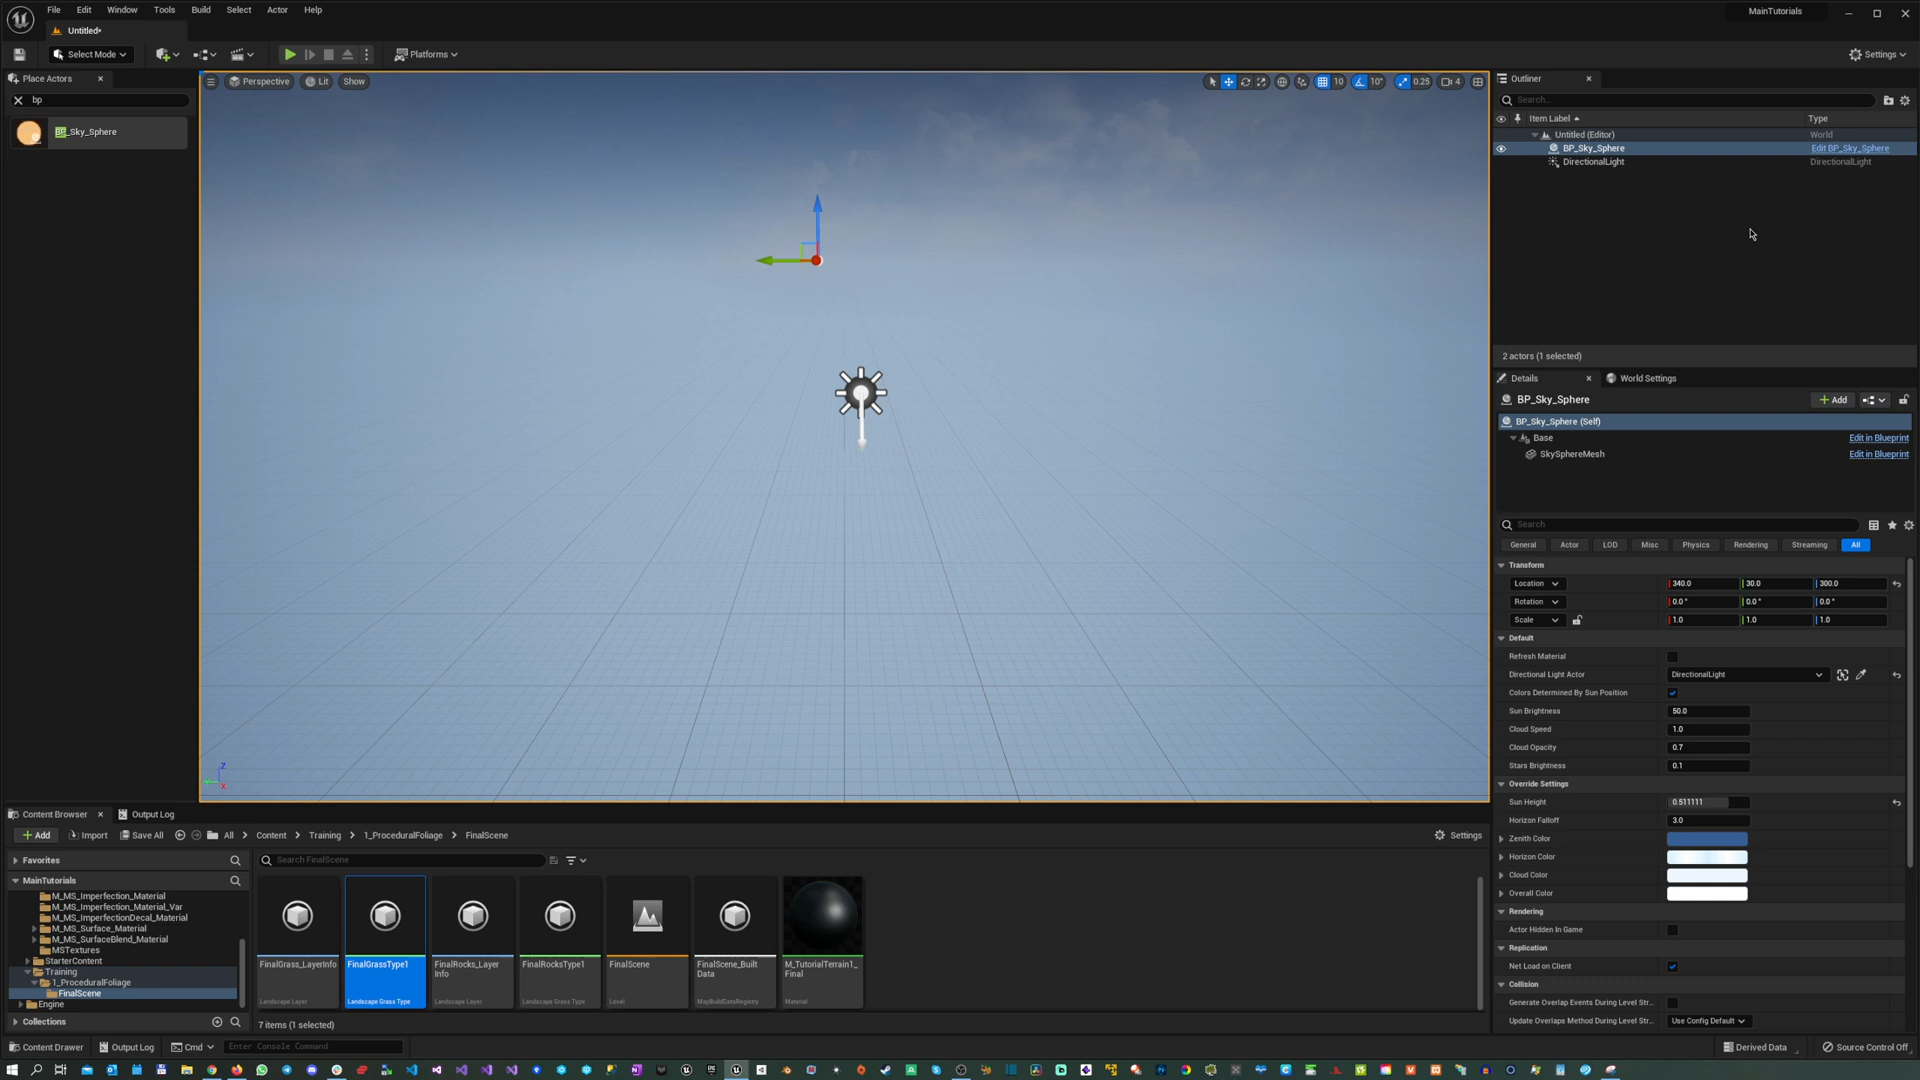 File Edit Window Tools Build Select Actor Help
MainTutorials
Untitled*
Select Mode
Platforms
Settings
Place Actors
bp
BP_Sky_Sphere
Perspective
Lit
Show
10
10°
0.25
4
Outliner
Search...
Item Label
Type
Untitled (Editor)
World
BP_Sky_Sphere
Edit BP_Sky_Sphere
DirectionalLight
DirectionalLight
2 actors (1 selected)
Details
World Settings
BP_Sky_Sphere
Add
BP_Sky_Sphere (Self)
Base
Edit in Blueprint
SkySphereMesh
Edit in Blueprint
Search
General Actor LOD Misc Physics Rendering Streaming All
Transform
Location 340.0 30.0 300.0
Rotation 0.0° 0.0° 0.0°
Scale 1.0 1.0 1.0
Default
Refresh Material
Directional Light Actor DirectionalLight
Colors Determined By Sun Position
Sun Brightness 50.0
Cloud Speed 1.0
Cloud Opacity 0.7
Stars Brightness 0.1
Override Settings
Sun Height 0.511111
Horizon Falloff 3.0
Zenith Color
Horizon Color
Cloud Color
Overall Color
Rendering
Actor Hidden In Game
Replication
Net Load on Client
Collision
Generate Overlap Events During Level Str...
Update Overlaps Method During Level Str... Use Config Default
Z
X
Content Browser
Output Log
Add
Import
Save All
All > Content > Training > 1_ProceduralFoliage > FinalScene
Settings
Favorites
MainTutorials
M_MS_Imperfection_Material
M_MS_Imperfection_Material_Var
M_MS_ImperfectionDecal_Material
M_MS_Surface_Material
M_MS_SurfaceBlend_Material
MSTextures
StarterContent
Training
1_ProceduralFoliage
FinalScene
Engine
Collections
Search FinalScene
FinalGrass_LayerInfo
Landscape Layer
FinalGrassType1
Landscape Grass Type
FinalRocks_Layer
Info
Landscape Layer
FinalRocksType1
Landscape Grass Type
FinalScene
Level
FinalScene_Built
Data
MapBuildDataRegistry
M_TutorialTerrain1_
Final
Material
7 items (1 selected)
Content Drawer
Output Log
Cmd
Enter Console Command
Derived Data
Source Control Off